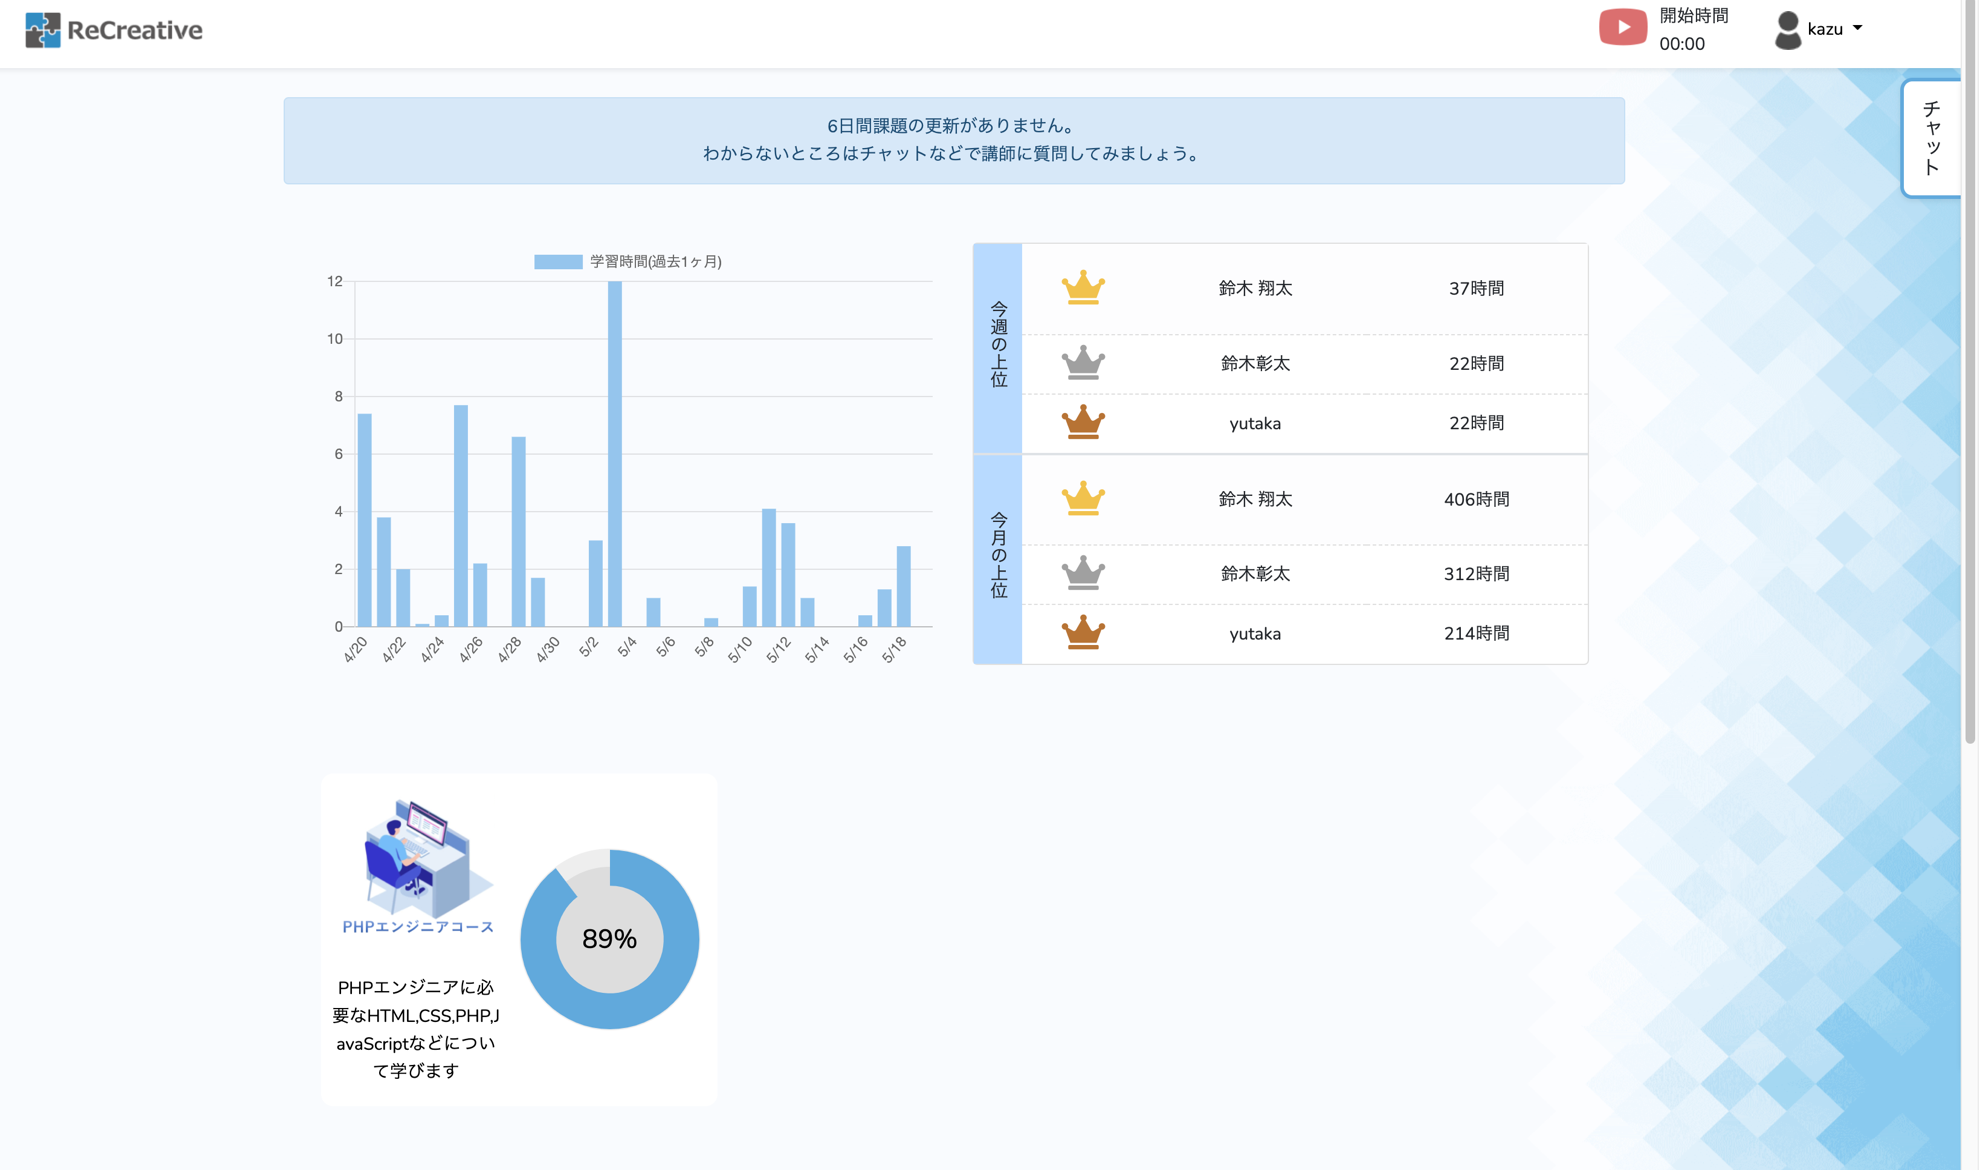 ReCreative
開始時間
00:00
kazu
チャット
6日間課題の更新がありません。
わからないところはチャットなどで講師に質問してみましょう。
学習時間(過去1ヶ月)
12
10
8
6
4
2
0
4/20 4/22 4/24 4/26 4/28 4/30 5/2 5/4 5/6 5/8 5/10 5/12 5/14 5/16 5/18
今週の上位
鈴木 翔太 37時間
鈴木彰太 22時間
yutaka 22時間
今月の上位
鈴木 翔太 406時間
鈴木彰太 312時間
yutaka 214時間
PHPエンジニアコース
89%
PHPエンジニアに必
要なHTML,CSS,PHP,J
avaScriptなどについ
て学びます